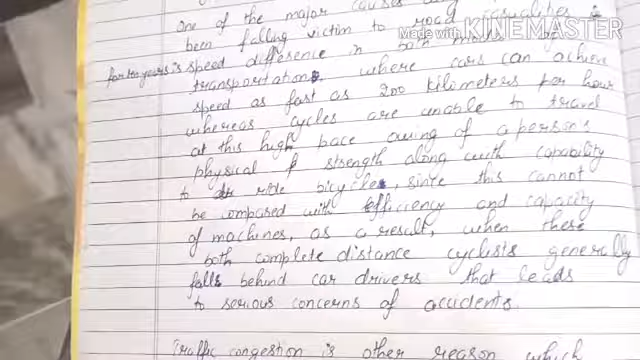 one of the major causes
been falling victim to road casualties is
for ten years is speed difference in both modes
transportation. where cars can achieve
speed as fast as 200 kilometers per hour
whereas cycles are unable to travel
at this high pace owing of a person's
physical strength along with capability
to ride bicycle, since this cannot
be compared with efficiency and capacity
of machines, as a result, when these
both complete distance cyclists generally
falls behind car drivers that leads
to serious concerns of accidents.
Traffic congestion is other reason which
Made with KINEMASTER